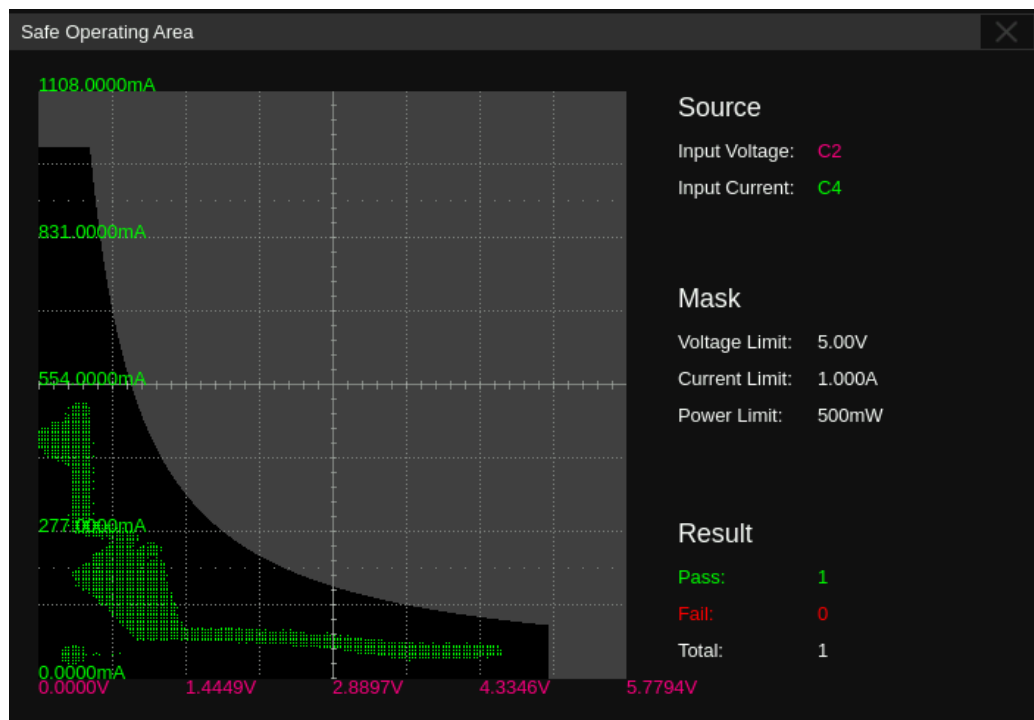 Safe Operating Area
1108.0000mA
831.0000mA
554.0000mA
277.0000mA
0.0000mA
0.0000V 1.4449V 2.8897V 4.3346V 5.7794V
Source
Input Voltage: C2
Input Current: C4
Mask
Voltage Limit: 5.00V
Current Limit: 1.000A
Power Limit: 500mW
Result
Pass: 1
Fail: 0
Total: 1